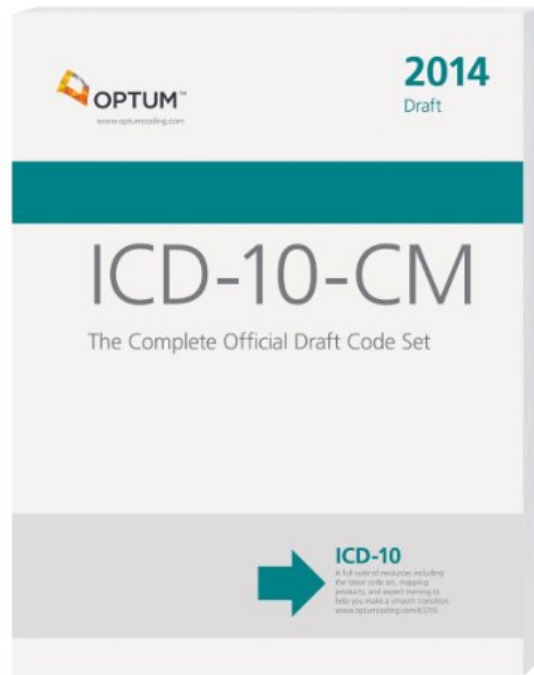 OPTUM™
www.optumcoding.com
2014
Draft
ICD-10-CM
The Complete Official Draft Code Set
ICD-10
A full suite of resources including
the latest code set, mapping
products, and expert training to
help you make a smooth transition.
www.optumcoding.com/ICD10